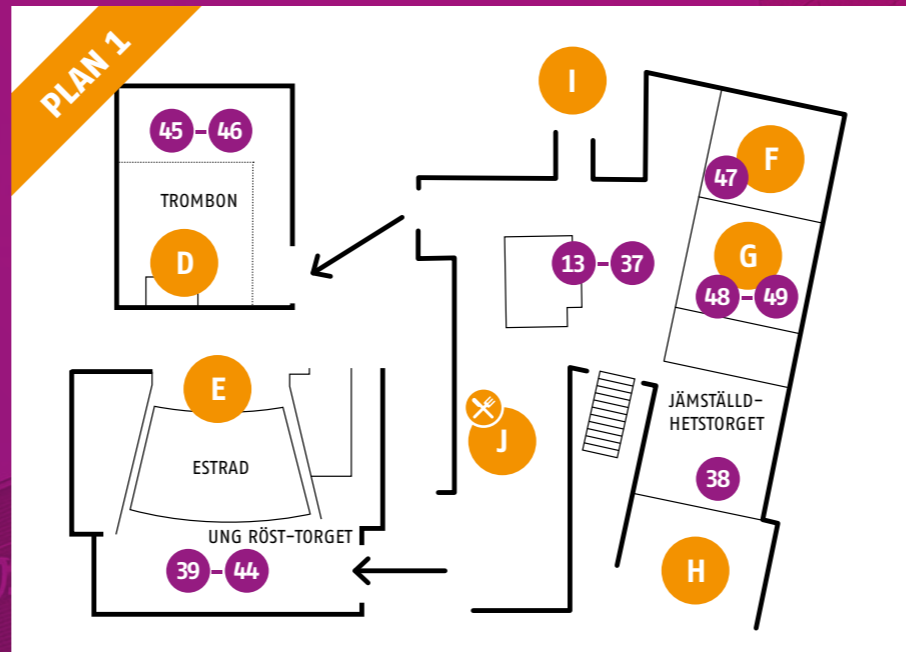 PLAN 1
I
45-46
F
47
TROMBON
G
D
13-37
48-49
E
JÄMSTÄLLD-
HETSTORGET
J
ESTRAD
38
UNG RÖST-TORGET
39-44
H